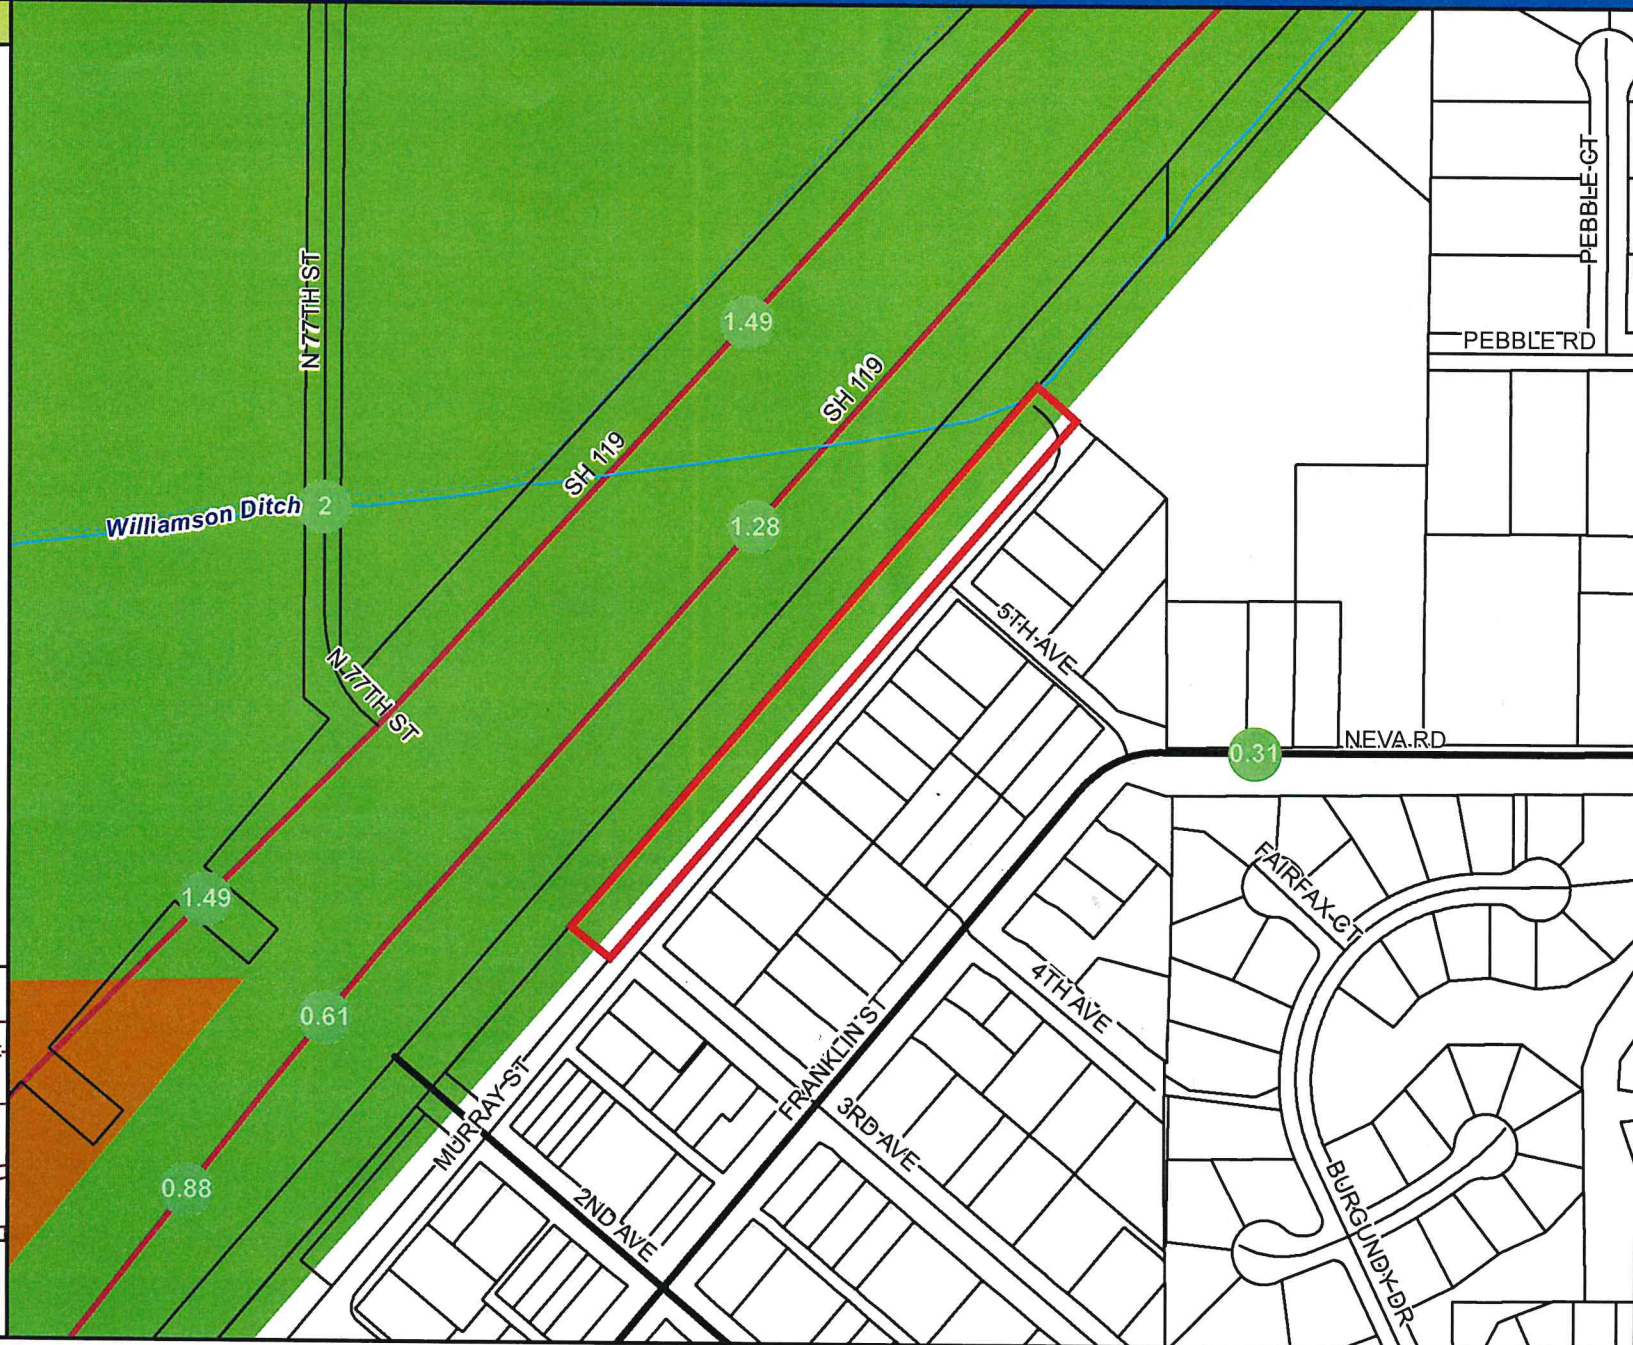 PEBBLE CT
N 77TH ST
1.49
PEBBLE RD
SH 119
SH 119
Williamson Ditch
2
1.28
5TH AVE
N 77TH ST
NEVA RD
0.31
FAIRFAX CT
1.49
4TH AVE
0.61
FRANKLIN ST
MURRAY ST
3RD AVE
0.88
2ND AVE
BURGUNDY DR